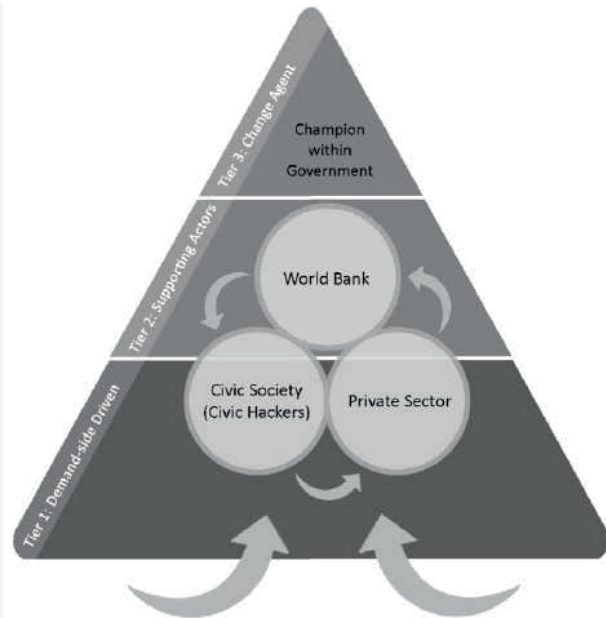 Tier 3: Change Agent
Champion
within
Government
Tier 2: Supporting Actors
World Bank
Tier 1: Demand-side Driven
Civic Society
(Civic Hackers)
Private Sector